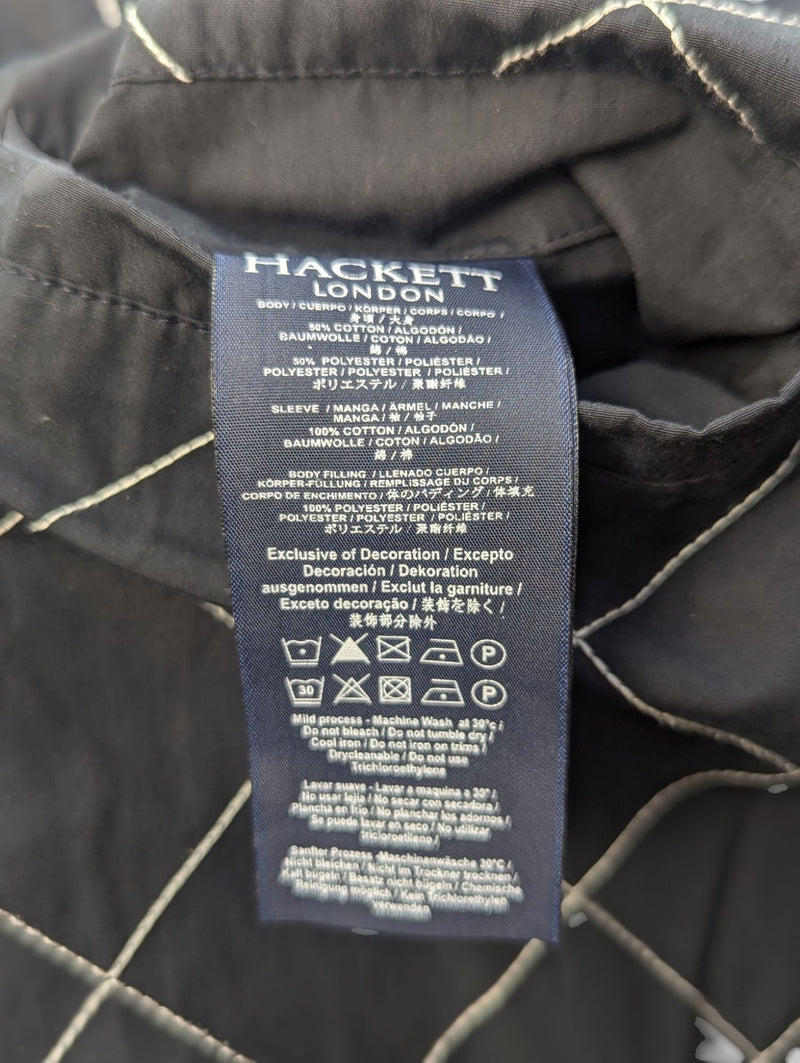 HACKETT
LONDON
BODY / CUERPO / KÖRPER / CORPS / CORPO /
身頃 / 大身
50% COTTON / ALGODÓN /
BAUMWOLLE / COTON / ALGODÃO /
綿 / 棉
50% POLYESTER / POLIÉSTER /
POLYESTER / POLYESTER / POLIÉSTER /
ポリエステル / 聚酯纤维
SLEEVE / MANGA / ÄRMEL / MANCHE /
MANGA / 袖 / 袖子
100% COTTON / ALGODÓN /
BAUMWOLLE / COTON / ALGODÃO /
綿 / 棉
BODY FILLING / LLENADO CUERPO /
KÖRPER-FÜLLUNG / REMPLISSAGE DU CORPS /
CORPO DE ENCHIMENTO / 体のパディング / 体填充
100% POLYESTER / POLIÉSTER /
POLYESTER / POLYESTER / POLIÉSTER /
ポリエステル / 聚酯纤维
Exclusive of Decoration / Excepto
Decoración / Dekoration
ausgenommen / Exclut la garniture /
Exceto decoração / 装飾を除く /
装饰部分除外
P
30 P
Mild process - Machine Wash at 30°c /
Do not bleach / Do not tumble dry /
Cool iron / Do not iron on trims /
Drycleanable / Do not use
Trichloroethylene
Lavar suave - Lavar a maquina a 30° /
No usar lejia / No secar con secadora /
Plancha en frio / No planchar los adornos /
Se puede lavar en seco / No utilizar
tricloroetileno /
Sanfter Prozess - Maschinenwäsche 30°C /
Nicht bleichen / Nicht im Trockner trocknen /
Kalt bügeln / Besatz nicht bügeln / Chemische
Reinigung möglich / Kein Trichlorethylen
verwenden